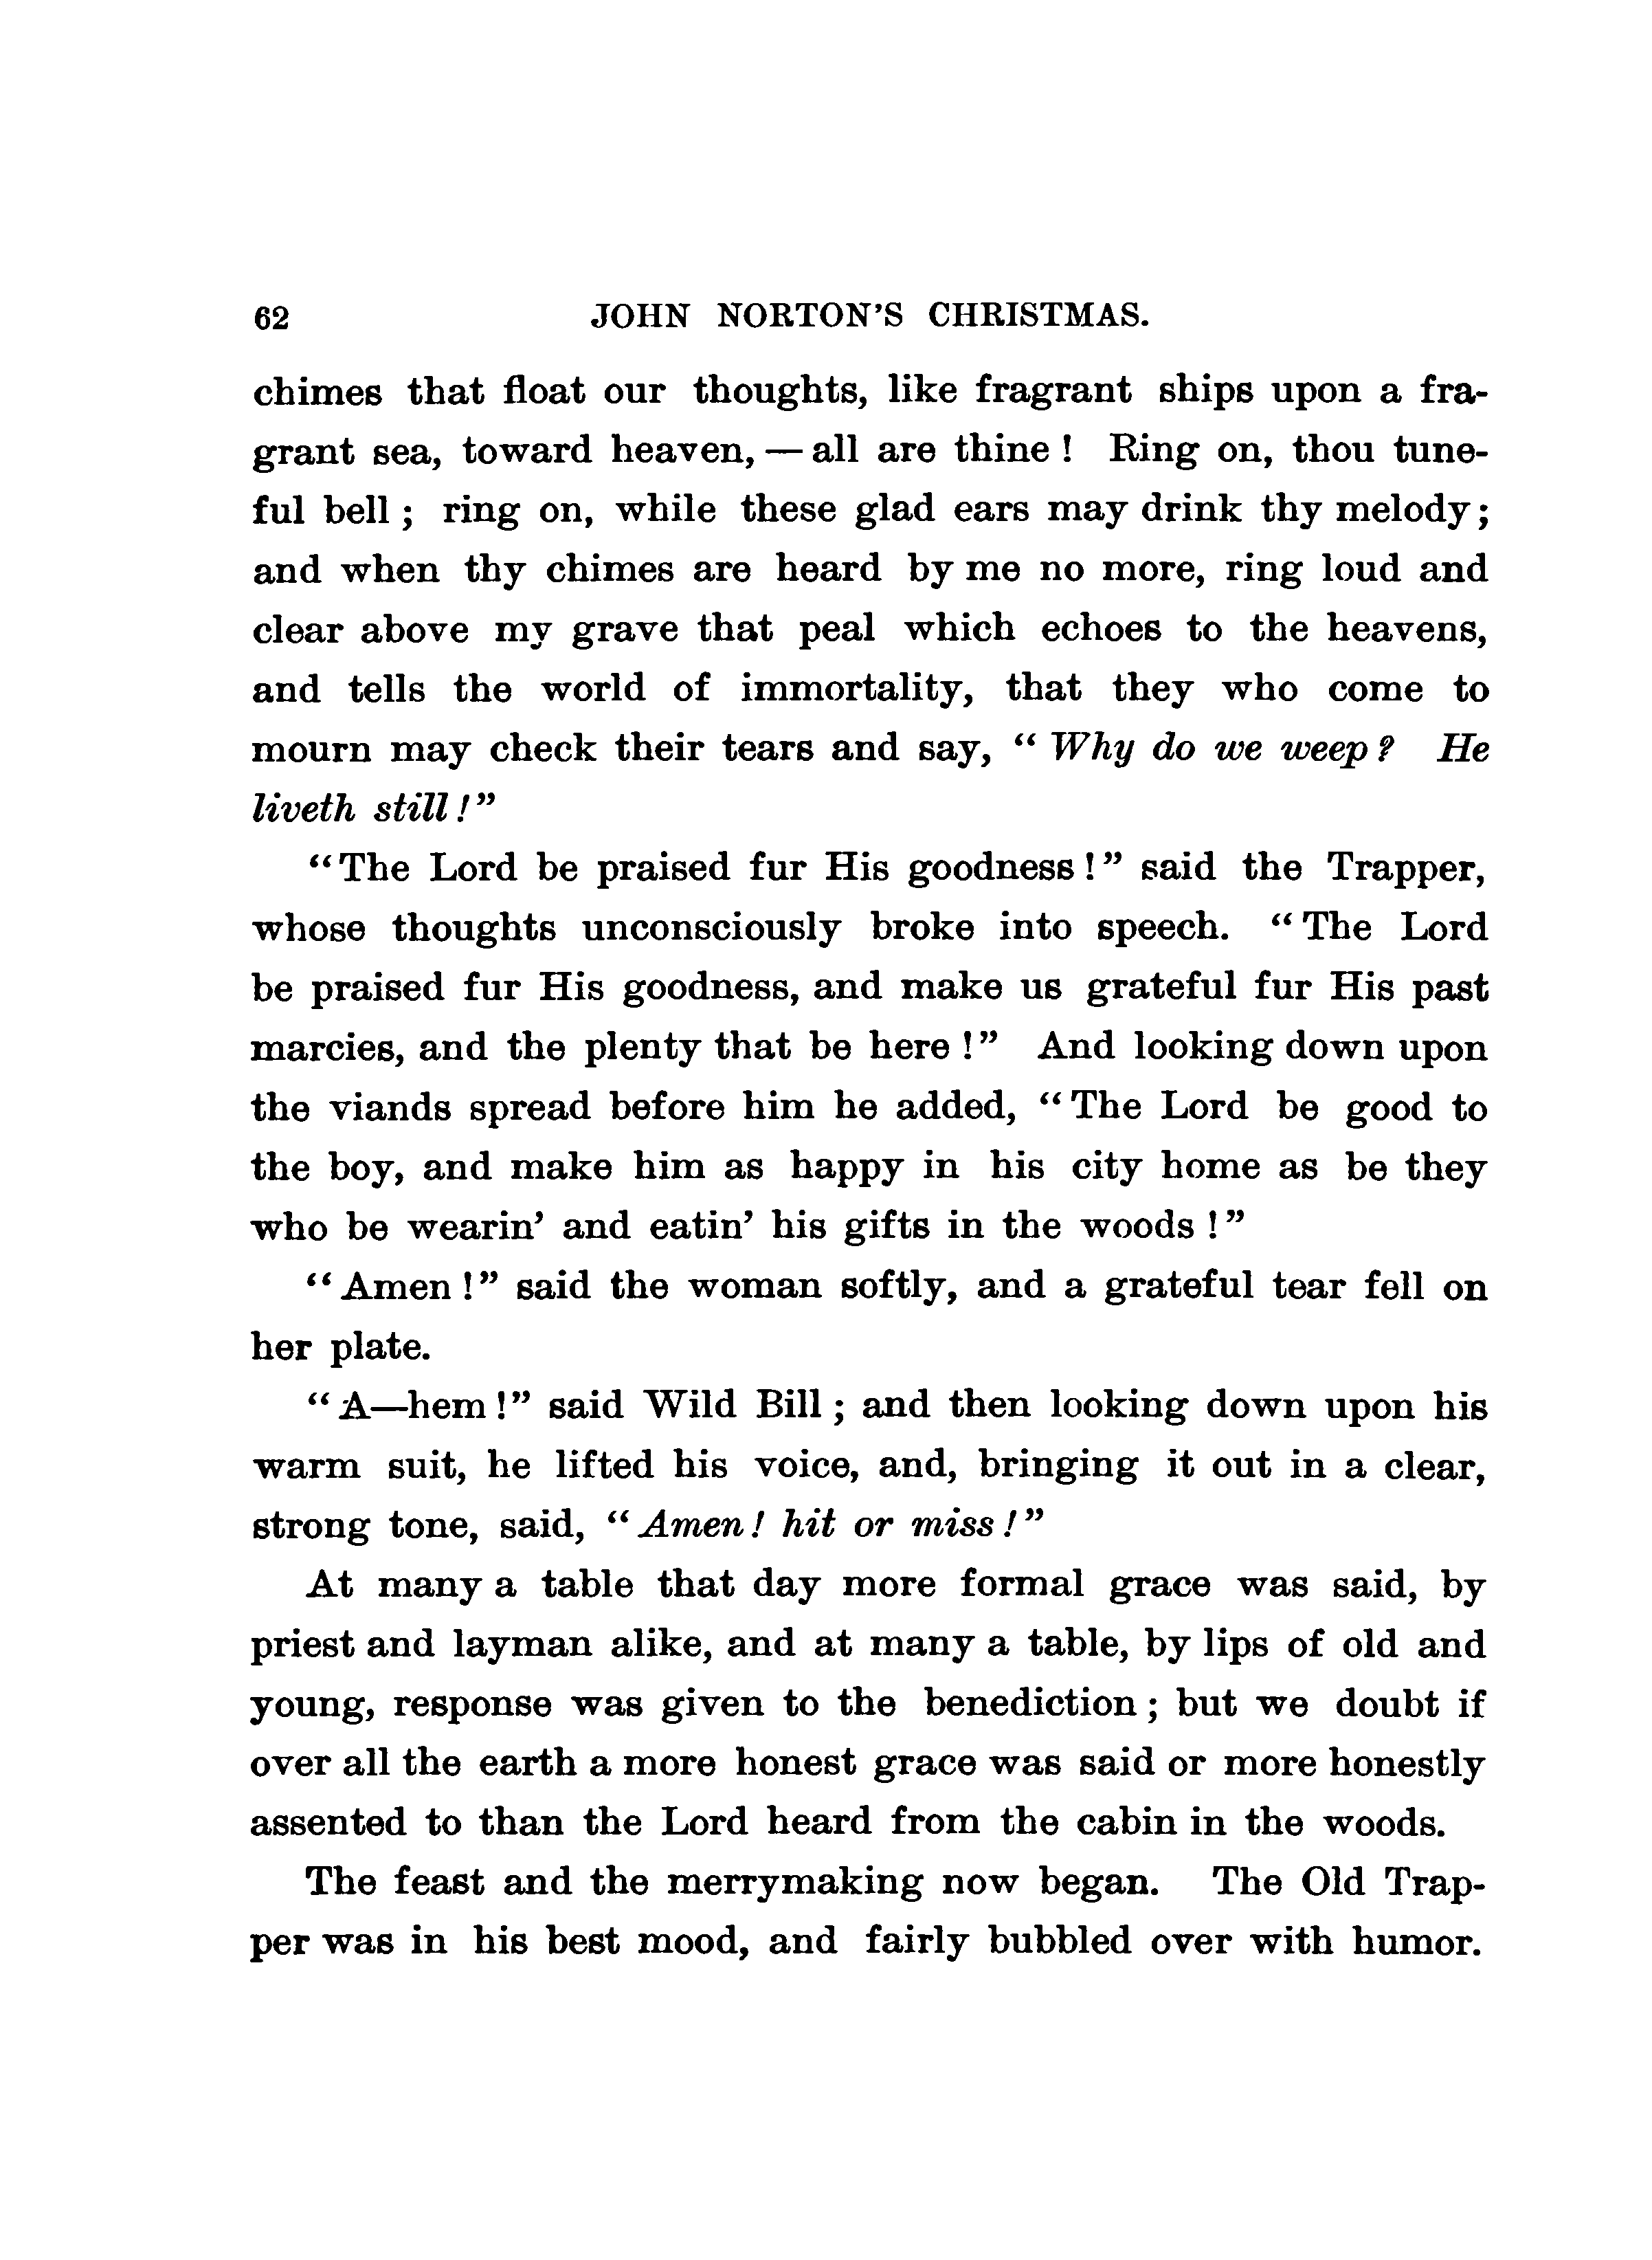 62 JOHN NORTON'S CHRISTMAS.
chimes that float our thoughts, like fragrant ships upon a fra-
grant sea, toward heaven, — all are thine ! Ring on, thou tune-
ful bell ; ring on, while these glad ears may drink thy melody ;
and when thy chimes are heard by me no more, ring loud and
clear above my grave that peal which echoes to the heavens,
and tells the world of immortality, that they who come to
mourn may check their tears and say, “ Why do we weep ? He
liveth still ! ”
“ The Lord be praised fur His goodness ! ” said the Trapper,
whose thoughts unconsciously broke into speech. “ The Lord
be praised fur His goodness, and make us grateful fur His past
marcies, and the plenty that be here ! ” And looking down upon
the viands spread before him he added, “ The Lord be good to
the boy, and make him as happy in his city home as be they
who be wearin’ and eatin’ his gifts in the woods ! ”
“ Amen ! ” said the woman softly, and a grateful tear fell on
her plate.
“ A—hem ! ” said Wild Bill ; and then looking down upon his
warm suit, he lifted his voice, and, bringing it out in a clear,
strong tone, said, “ Amen ! hit or miss ! ”
At many a table that day more formal grace was said, by
priest and layman alike, and at many a table, by lips of old and
young, response was given to the benediction ; but we doubt if
over all the earth a more honest grace was said or more honestly
assented to than the Lord heard from the cabin in the woods.
The feast and the merrymaking now began. The Old Trap-
per was in his best mood, and fairly bubbled over with humor.